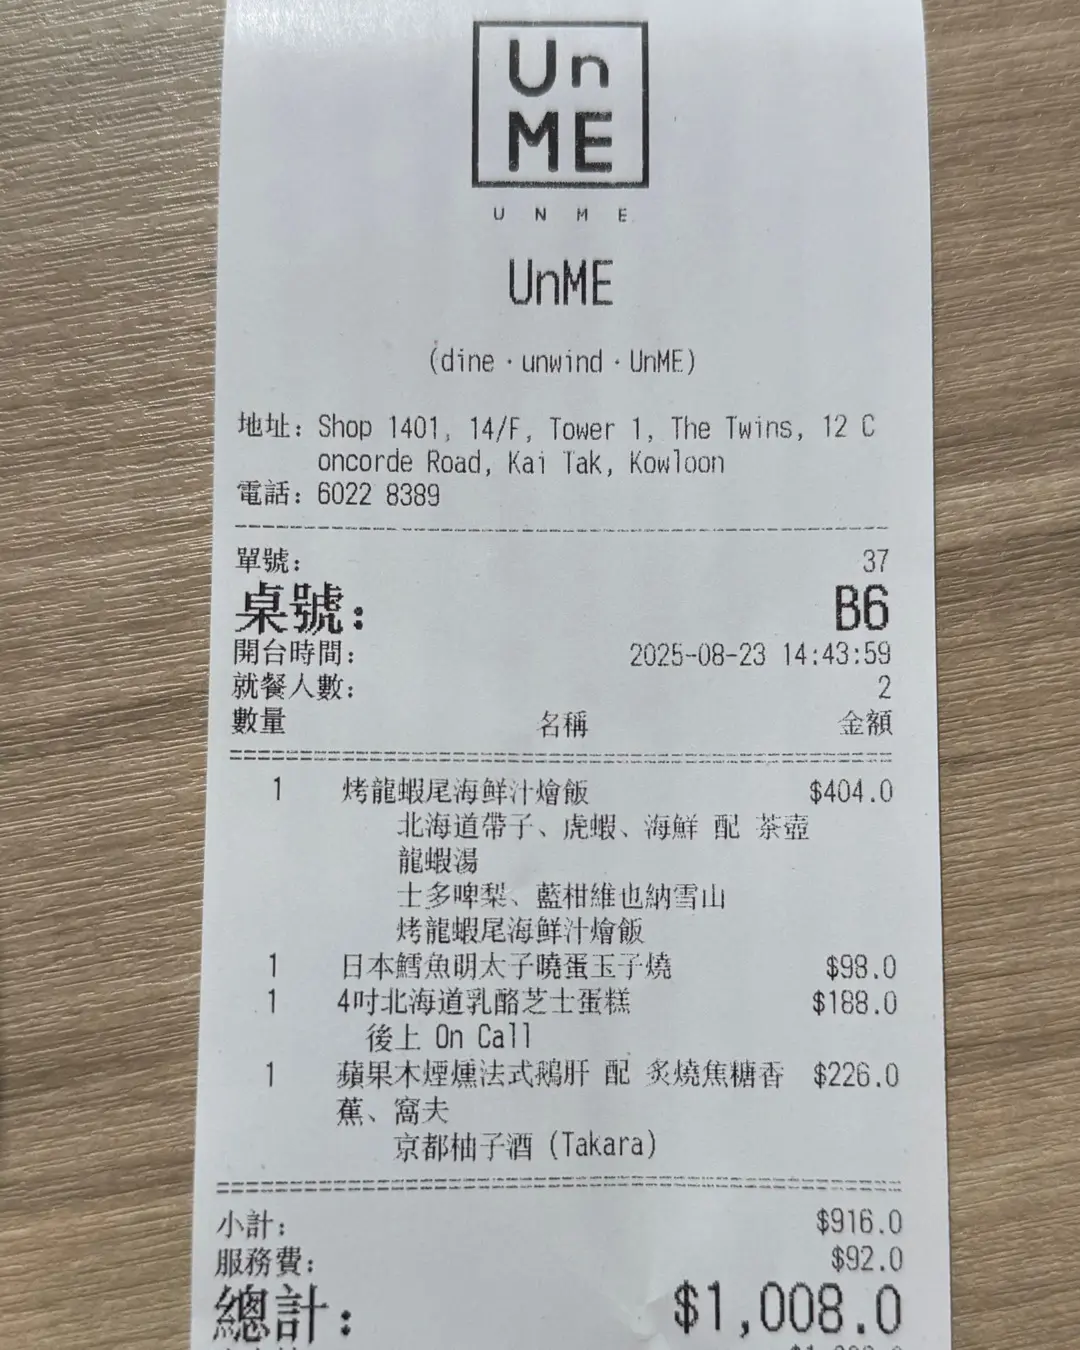 Un
ME
UNME
UnME
(dine · unwind · UnME)
地址: Shop 1401, 14/F, Tower 1, The Twins, 12 C
oncorde Road, Kai Tak, Kowloon
電話: 6022 8389
單號: 37
桌號: B6
開台時間: 2025-08-23 14:43:59
就餐人數: 2
數量 名稱 金額
1 烤龍蝦尾海鮮汁燴飯 $404.0
北海道帶子、虎蝦、海鮮 配 茶壺
龍蝦湯
士多啤梨、藍柑維也納雪山
烤龍蝦尾海鮮汁燴飯
1 日本鱈魚明太子曉蛋玉子燒 $98.0
1 4吋北海道乳酪芝士蛋糕 $188.0
後上 On Call
1 蘋果木煙燻法式鵝肝 配 炙燒焦糖香 $226.0
蕉、窩夫
京都柚子酒 (Takara)
小計: $916.0
服務費: $92.0
總計: $1,008.0